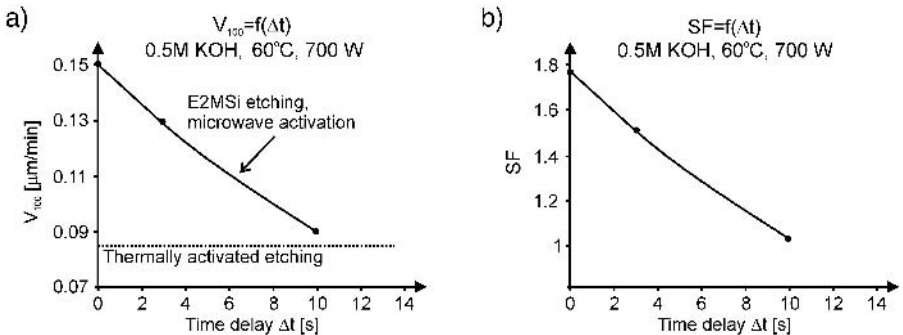 a)
V₁₀₀=f(Δt)
0.5M KOH, 60°C, 700 W
0.15
0.13
0.11
0.09
0.07
V₁₀₀ [μm/min]
E2MSi etching,
microwave activation
Thermally activated etching
0 2 4 6 8 10 12 14
Time delay Δt [s]
b)
SF=f(Δt)
0.5M KOH, 60°C, 700 W
1.8
1.6
1.4
1.2
1
SF
0 2 4 6 8 10 12 14
Time delay Δt [s]